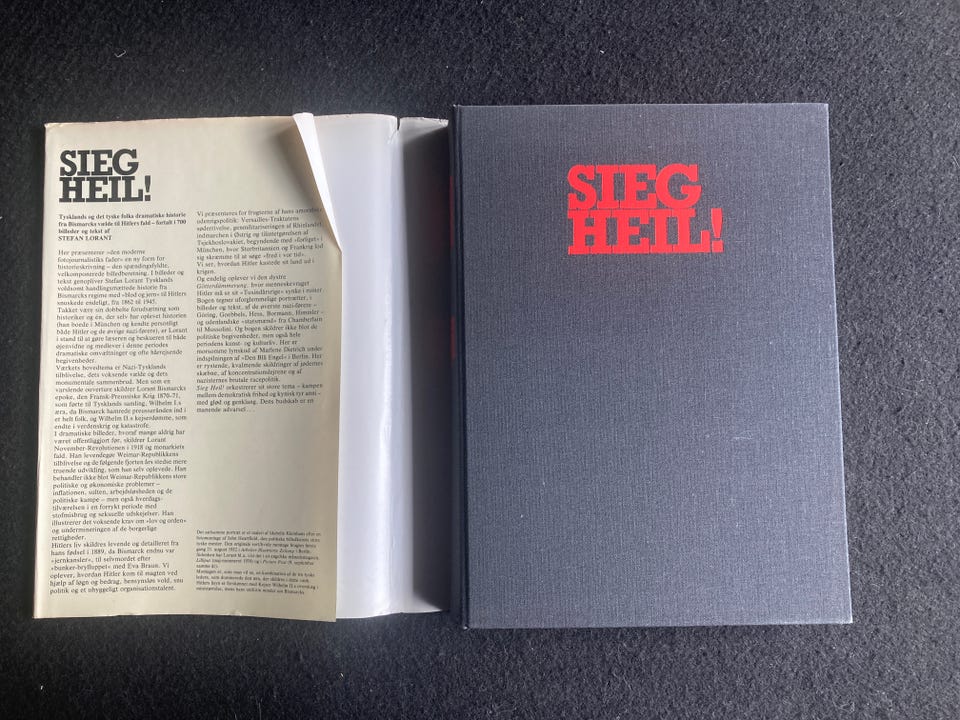 SIEG
HEIL!
Tysklands og det tyske folks dramatiske historie
fra Bismarcks vælde til Hitlers fald – fortalt i 700
billeder og tekst af
STEFAN LORANT
Her præsenterer »den moderne
fotojournalistiks fader« en ny form for
historieskrivning – den spændingsfyldte,
velkomponerede billedberetning. I billeder og
tekst genopliver Stefan Lorant Tysklands
voldsomt handlingsmættede historie fra
Bismarcks regime med »blod og jern« til Hitlers
snuskede endeligt, fra 1862 til 1945.
Takket være sin dobbelte forudsætning som
historiker og én, der selv har oplevet historien
(han boede i München og kendte personligt
både Hitler og de øvrige nazi-førere), er Lorant
i stand til at gøre læseren og beskueren til både
øjenvidne og medlever i denne periodes
dramatiske omvæltninger og ofte hårrejsende
begivenheder.
Værkets hovedtema er Nazi-Tysklands
tilblivelse, dets voksende vælde og dets
monumentale sammenbrud. Men som en
varslende ouverture skildrer Lorant Bismarcks
epoke, den Fransk-Preussiske Krig 1870-71,
som førte til Tysklands samling, Wilhelm I.s
æra, da Bismarck hamrede preusserånden ind i
et helt folk, og Wilhelm II.s kejserdømme, som
endte i verdenskrig og katastrofe.
I dramatiske billeder, hvoraf mange aldrig har
været offentliggjort før, skildrer Lorant
November-Revolutionen i 1918 og monarkiets
fald. Han levendegør Weimar-Republikkens
tilblivelse og de følgende fjorten års stedse mere
truende udvikling, som han selv oplevede. Han
behandler ikke blot Weimar-Republikkens store
politiske og økonomiske problemer –
inflationen, sulten, arbejdsløsheden og de
politiske kampe – men også hverdags-
tilværelsen i en forrykt periode med
stofmisbrug og seksuelle udskejelser. Han
illustrerer det voksende krav om »lov og orden«
og undermineringen af de borgerlige
rettigheder.
Hitlers liv skildres levende og detailleret fra
hans fødsel i 1889, da Bismarck endnu var
»jernkansler«, til selvmordet efter
»bunker-brylluppet« med Eva Braun. Vi
oplever, hvordan Hitler kom til magten ved
hjælp af løgn og bedrag, hensynsløs vold, snu
politik og et uhyggeligt organisationstalent.
Vi præsenteres for frugterne af hans
udenrigspolitik: Versailles-Traktatens
genmilitariseringen af Rhinlandet,
indmarchen i Østrig og tilintetgørelsen af
Tjekkoslovakiet, begyndende med »forliget« i
München, hvor Storbritannien og Frankrig lod
sig skræmme til at søge »fred i vor tid«.
Vi ser, hvordan Hitler kastede sit land ud i
krigen.
Og endelig oplever vi den dystre
Götterdämmerung, hvor menneskevraget
Hitler må se sit »Tusindårsrige« synke i ruiner
Bogen tegner uforglemmelige portrætter, i
billeder og tekst, af de øverste nazi-førere –
Göring, Goebbels, Hess, Bormann, Himmler –
og udenlandske »statsmænd« fra Chamberlain
til Mussolini. Og bogen skildrer ikke blot de
politiske begivenheder, men også hele
periodens kunst- og kulturliv. Her er
morsomme lynskud af Marlene Dietrich under
indspilningen af »Den Blå Engel« i Berlin. Her
er rystende, kvalmende skildringer af jødernes
skæbne, af koncentrationslejrene og af
nazisternes brutale racepolitik.
Sieg Heil! orkestrerer sit store tema – kampen
mellem demokratisk frihed og kynisk tyranni –
med glød og genklang. Dets budskab er en
manende advarsel...
SIEG
HEIL!